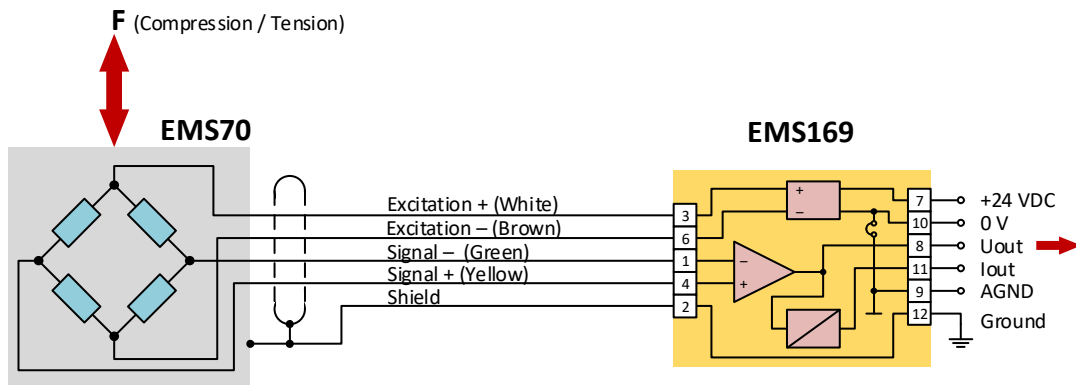 F (Compression / Tension)
EMS70
EMS169
Excitation + (White)
Excitation – (Brown)
Signal – (Green)
Signal + (Yellow)
Shield
3
6
1
4
2
+
–
–
+
7
10
8
11
9
12
+24 VDC
0 V
Uout
Iout
AGND
Ground